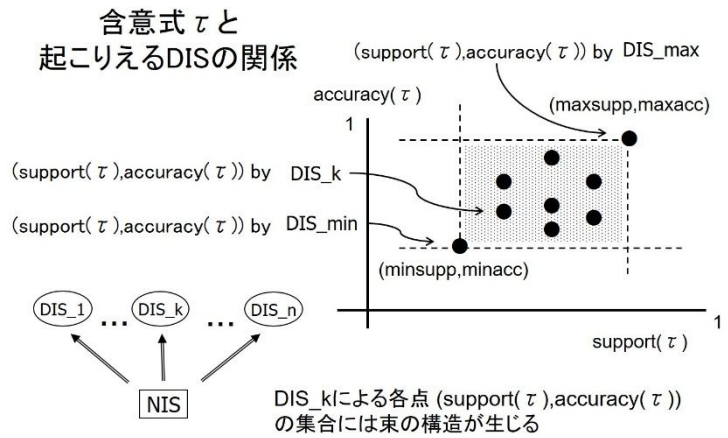 含意式 τ と
起こりえるDISの関係
(support( τ ),accuracy( τ )) by DIS_max
accuracy( τ )
(maxsupp,maxacc)
1
(support( τ ),accuracy( τ )) by DIS_k
(support( τ ),accuracy( τ )) by DIS_min
(minsupp,minacc)
DIS_1 ... DIS_k ... DIS_n
1
support( τ )
NIS
DIS_kによる各点 (support( τ ),accuracy( τ ))
の集合には束の構造が生じる